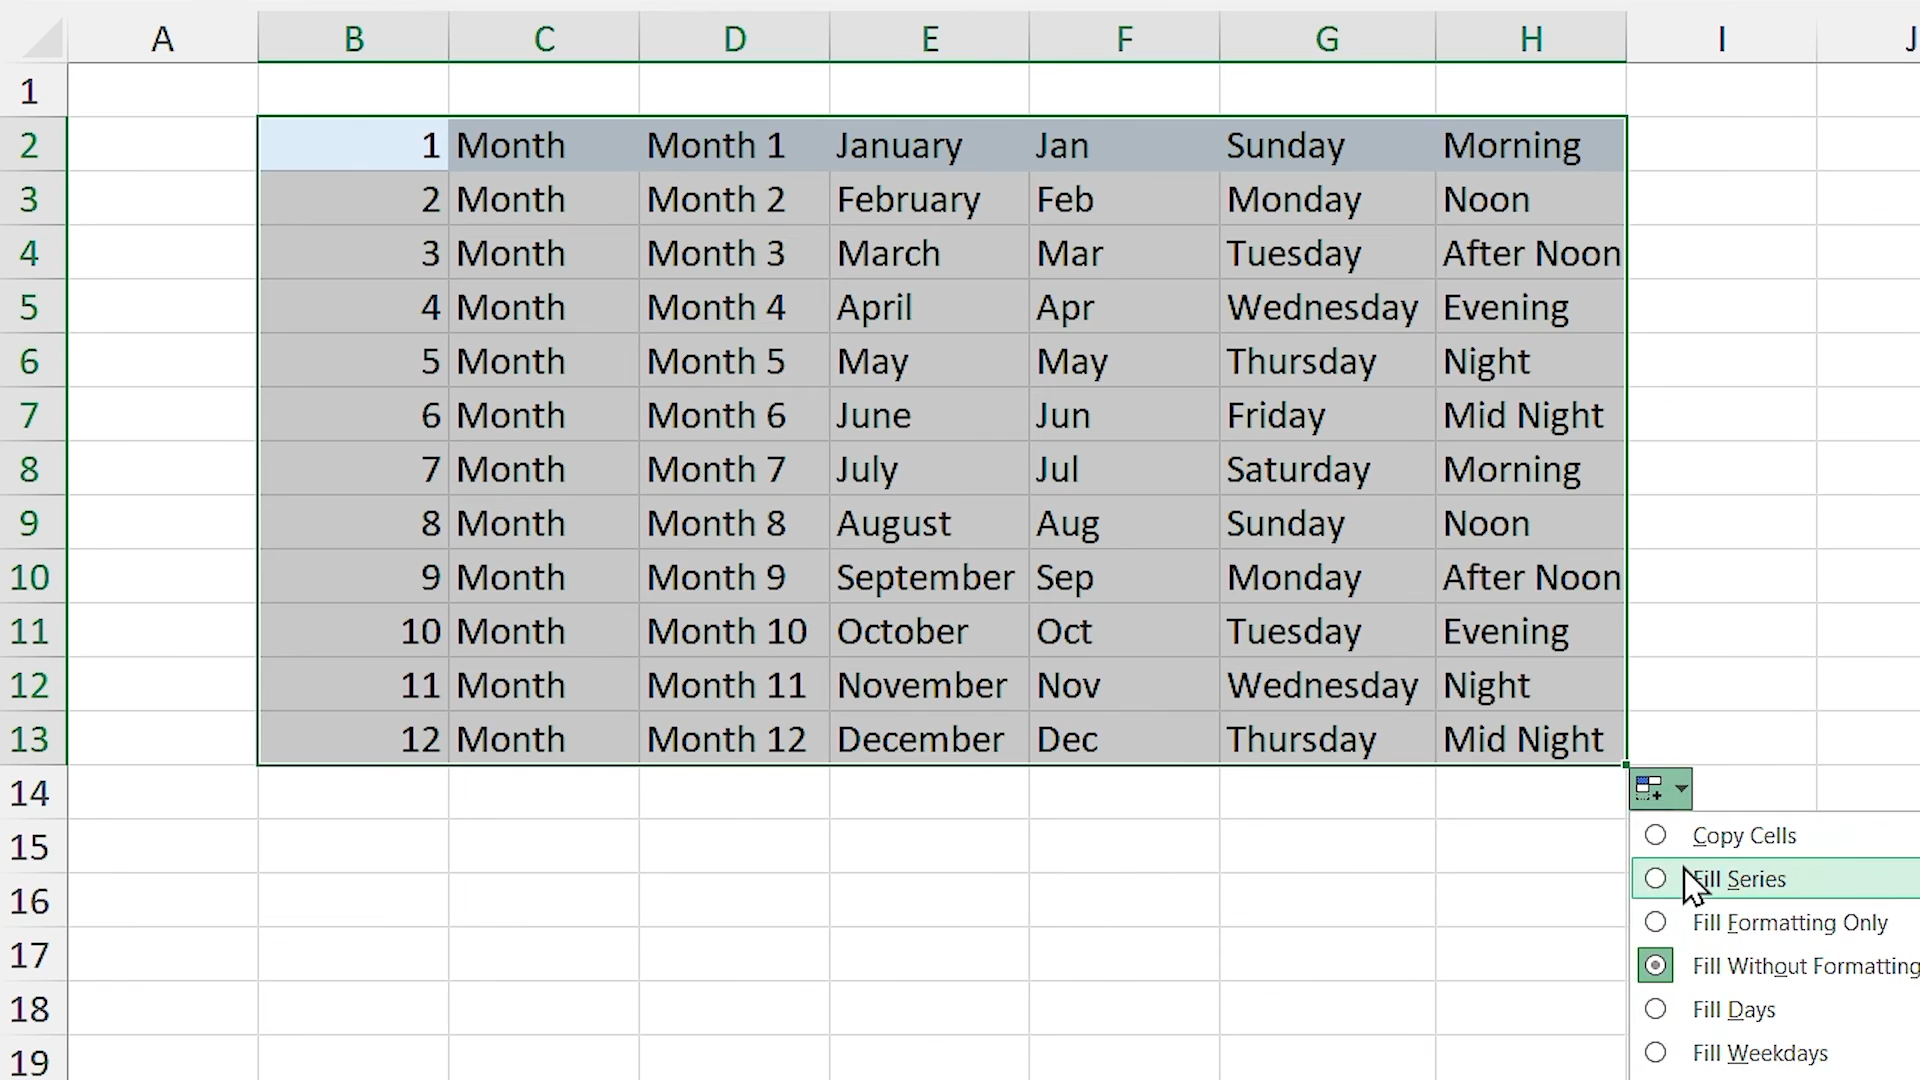 A B C D E F G H I J
1
2 1 Month Month 1 January Jan Sunday Morning
3 2 Month Month 2 February Feb Monday Noon
4 3 Month Month 3 March Mar Tuesday After Noon
5 4 Month Month 4 April Apr Wednesday Evening
6 5 Month Month 5 May May Thursday Night
7 6 Month Month 6 June Jun Friday Mid Night
8 7 Month Month 7 July Jul Saturday Morning
9 8 Month Month 8 August Aug Sunday Noon
10 9 Month Month 9 September Sep Monday After Noon
11 10 Month Month 10 October Oct Tuesday Evening
12 11 Month Month 11 November Nov Wednesday Night
13 12 Month Month 12 December Dec Thursday Mid Night
14
15
16
17
18
19
Copy Cells
Fill Series
Fill Formatting Only
Fill Without Formatting
Fill Days
Fill Weekdays